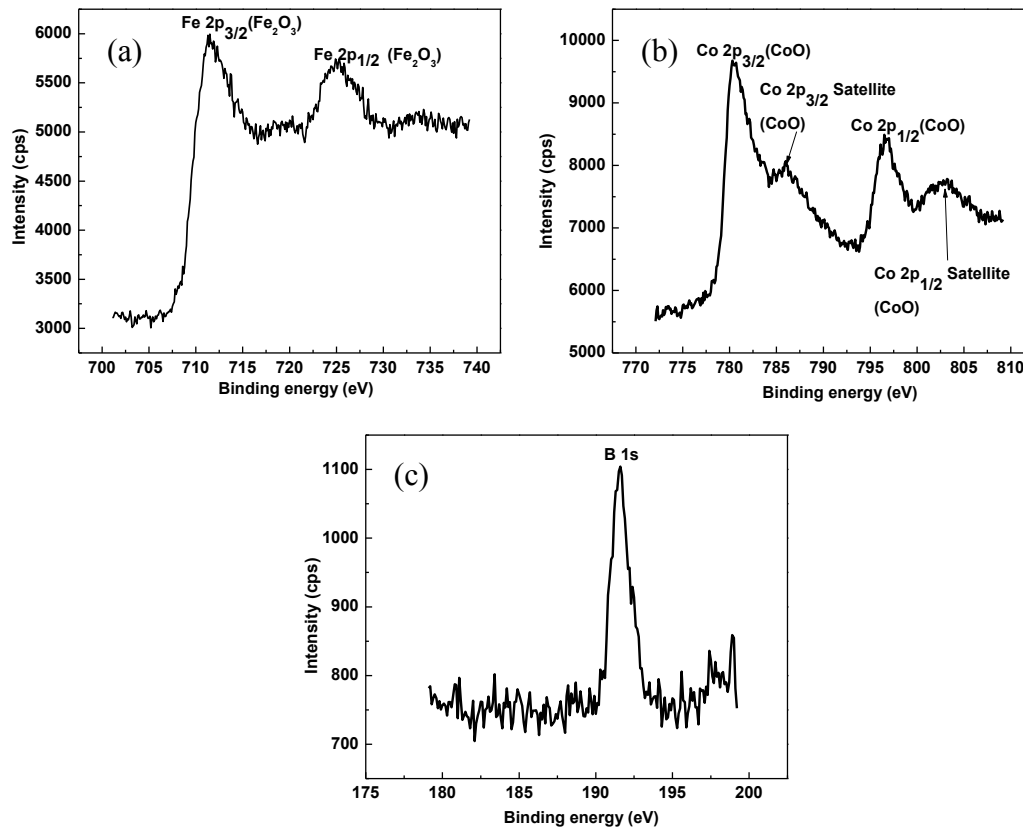 (a)
Fe 2p3/2(Fe2O3)
Fe 2p1/2 (Fe2O3)
6000
5500
5000
4500
4000
3500
3000
Intensity (cps)
700 705 710 715 720 725 730 735 740
Binding energy (eV)
(b)
Co 2p3/2(CoO)
Co 2p3/2 Satellite
(CoO)
Co 2p1/2(CoO)
Co 2p1/2 Satellite
(CoO)
10000
9000
8000
7000
6000
5000
Intensity (cps)
770 775 780 785 790 795 800 805 810
Binding energy (eV)
(c)
B 1s
1100
1000
900
800
700
Intensity (cps)
175 180 185 190 195 200
Binding energy (eV)